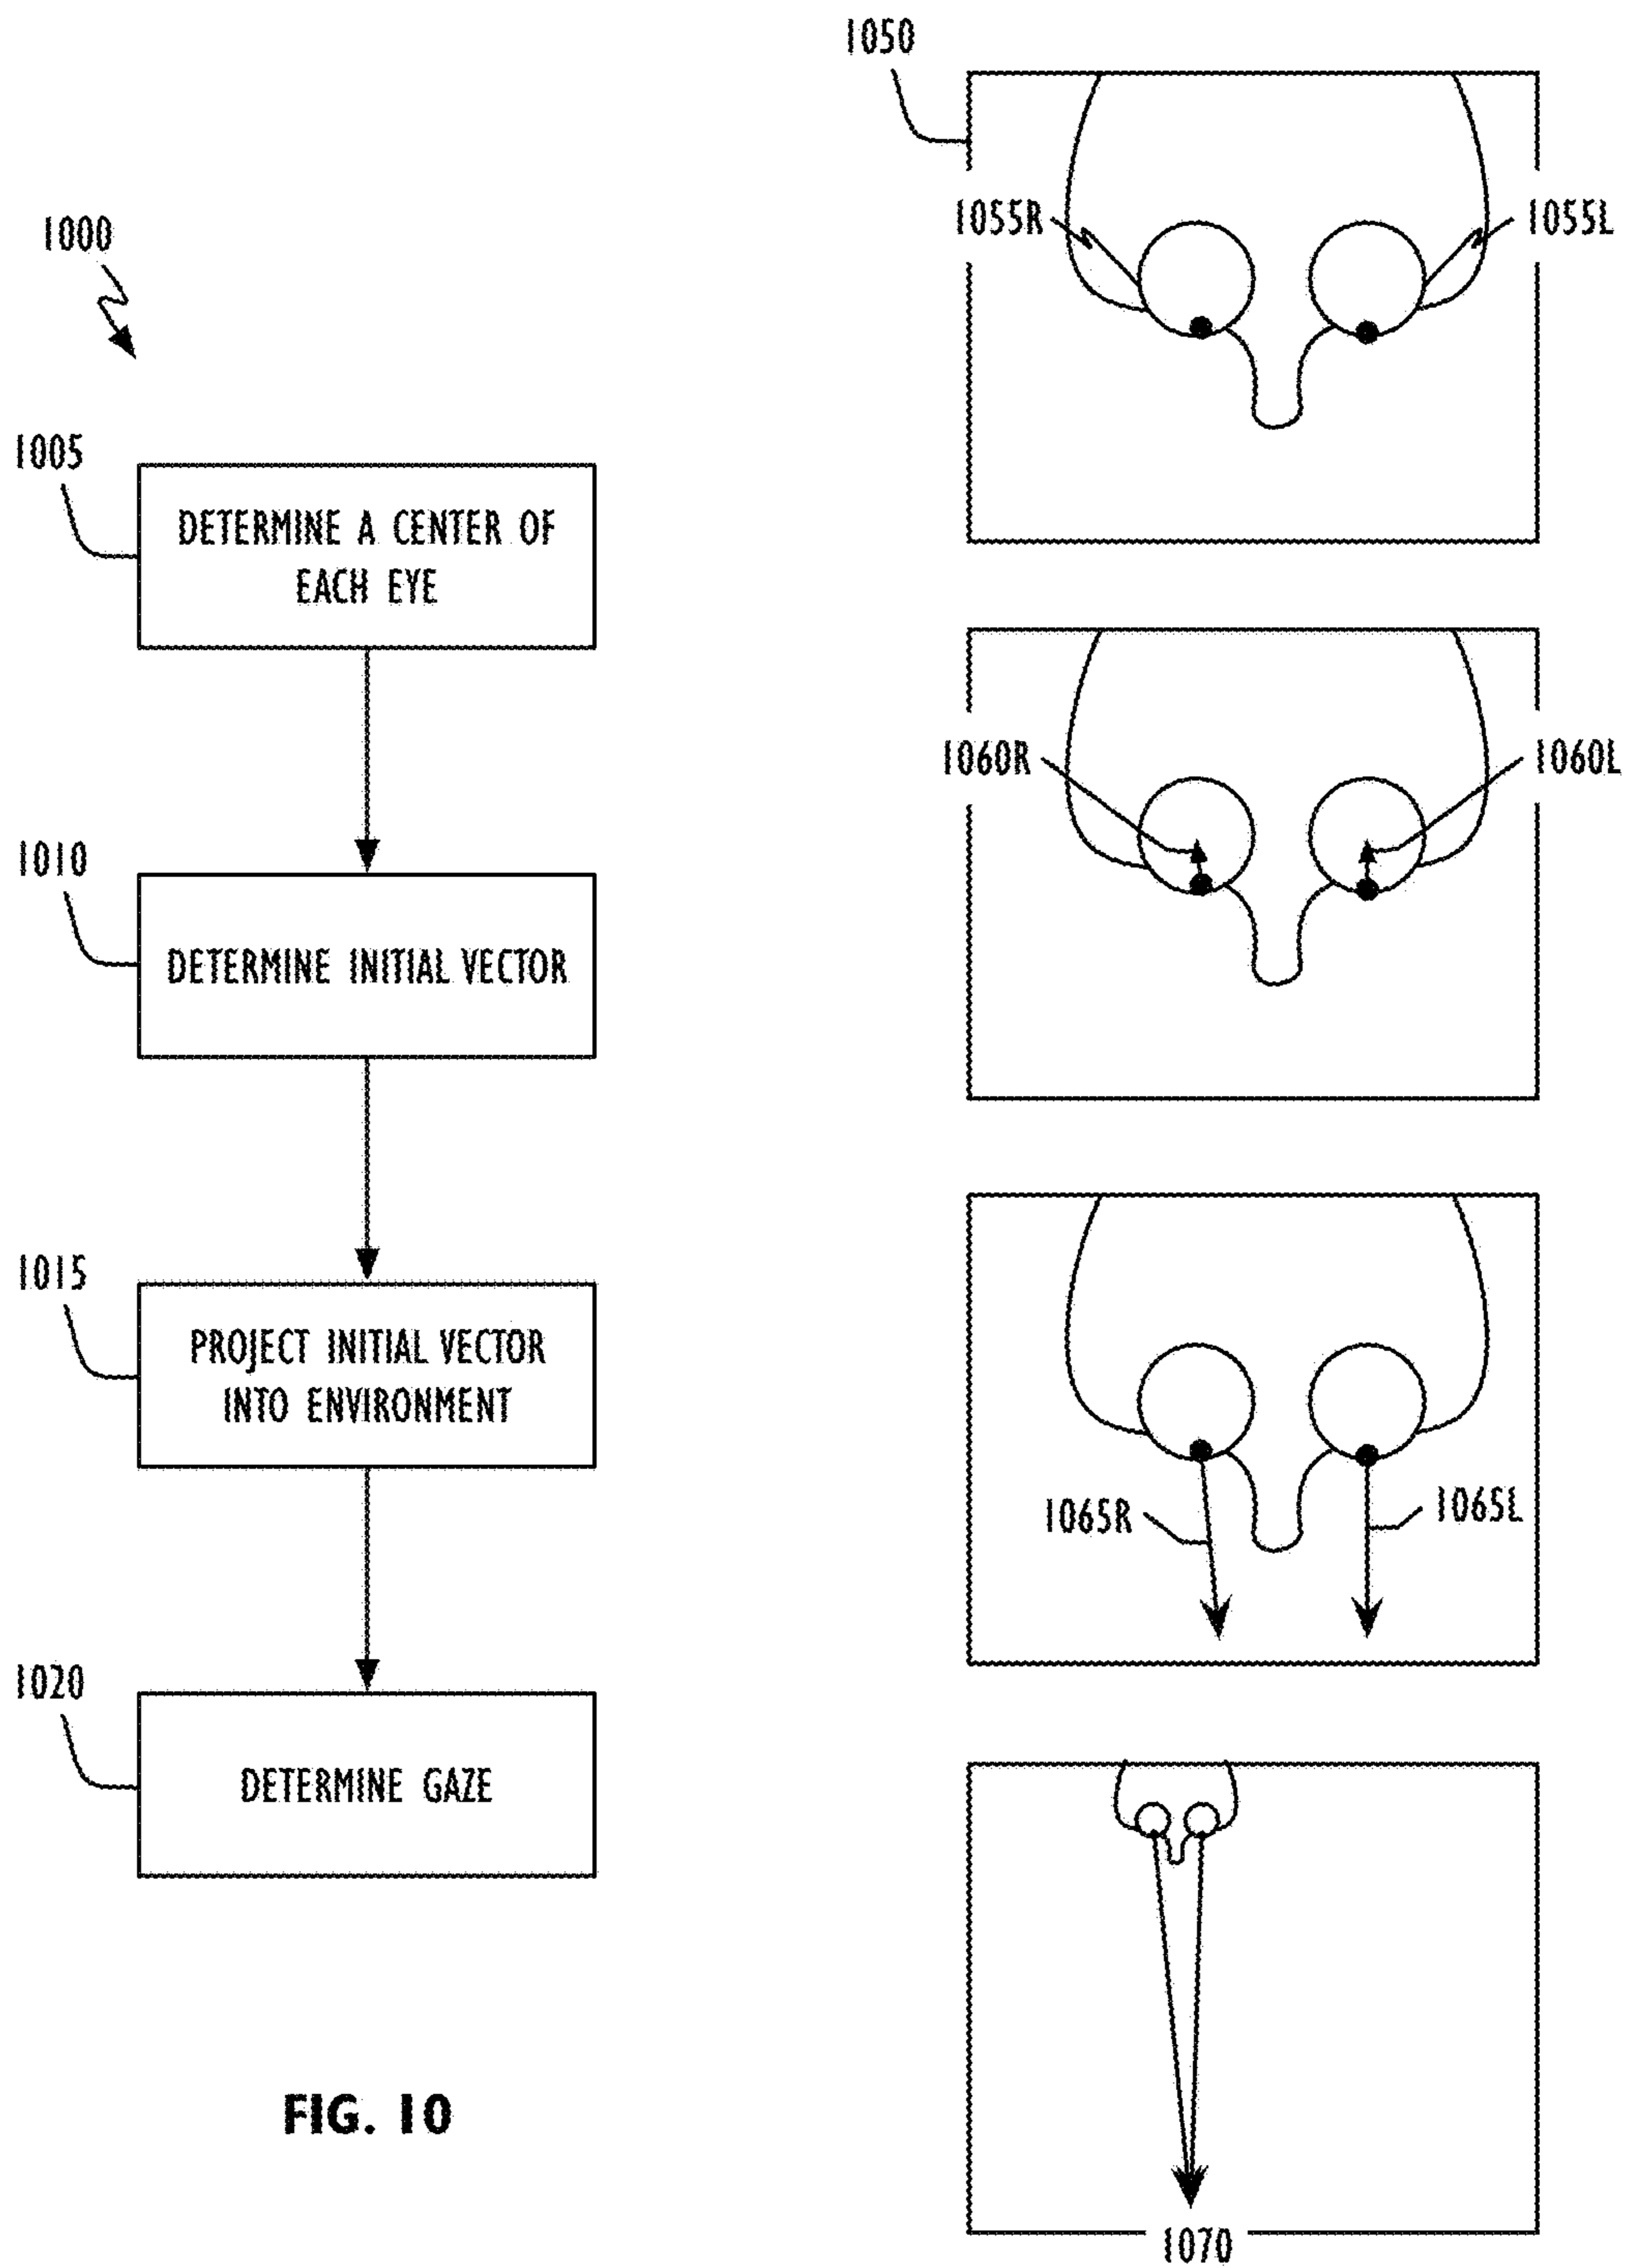 1050
1055R
1055L
1000
1005
DETERMINE A CENTER OF
EACH EYE
1060R
1060L
1010
DETERMINE INITIAL VECTOR
1015
PROJECT INITIAL VECTOR
INTO ENVIRONMENT
1065R
1065L
1020
DETERMINE GAZE
FIG. 10
1070